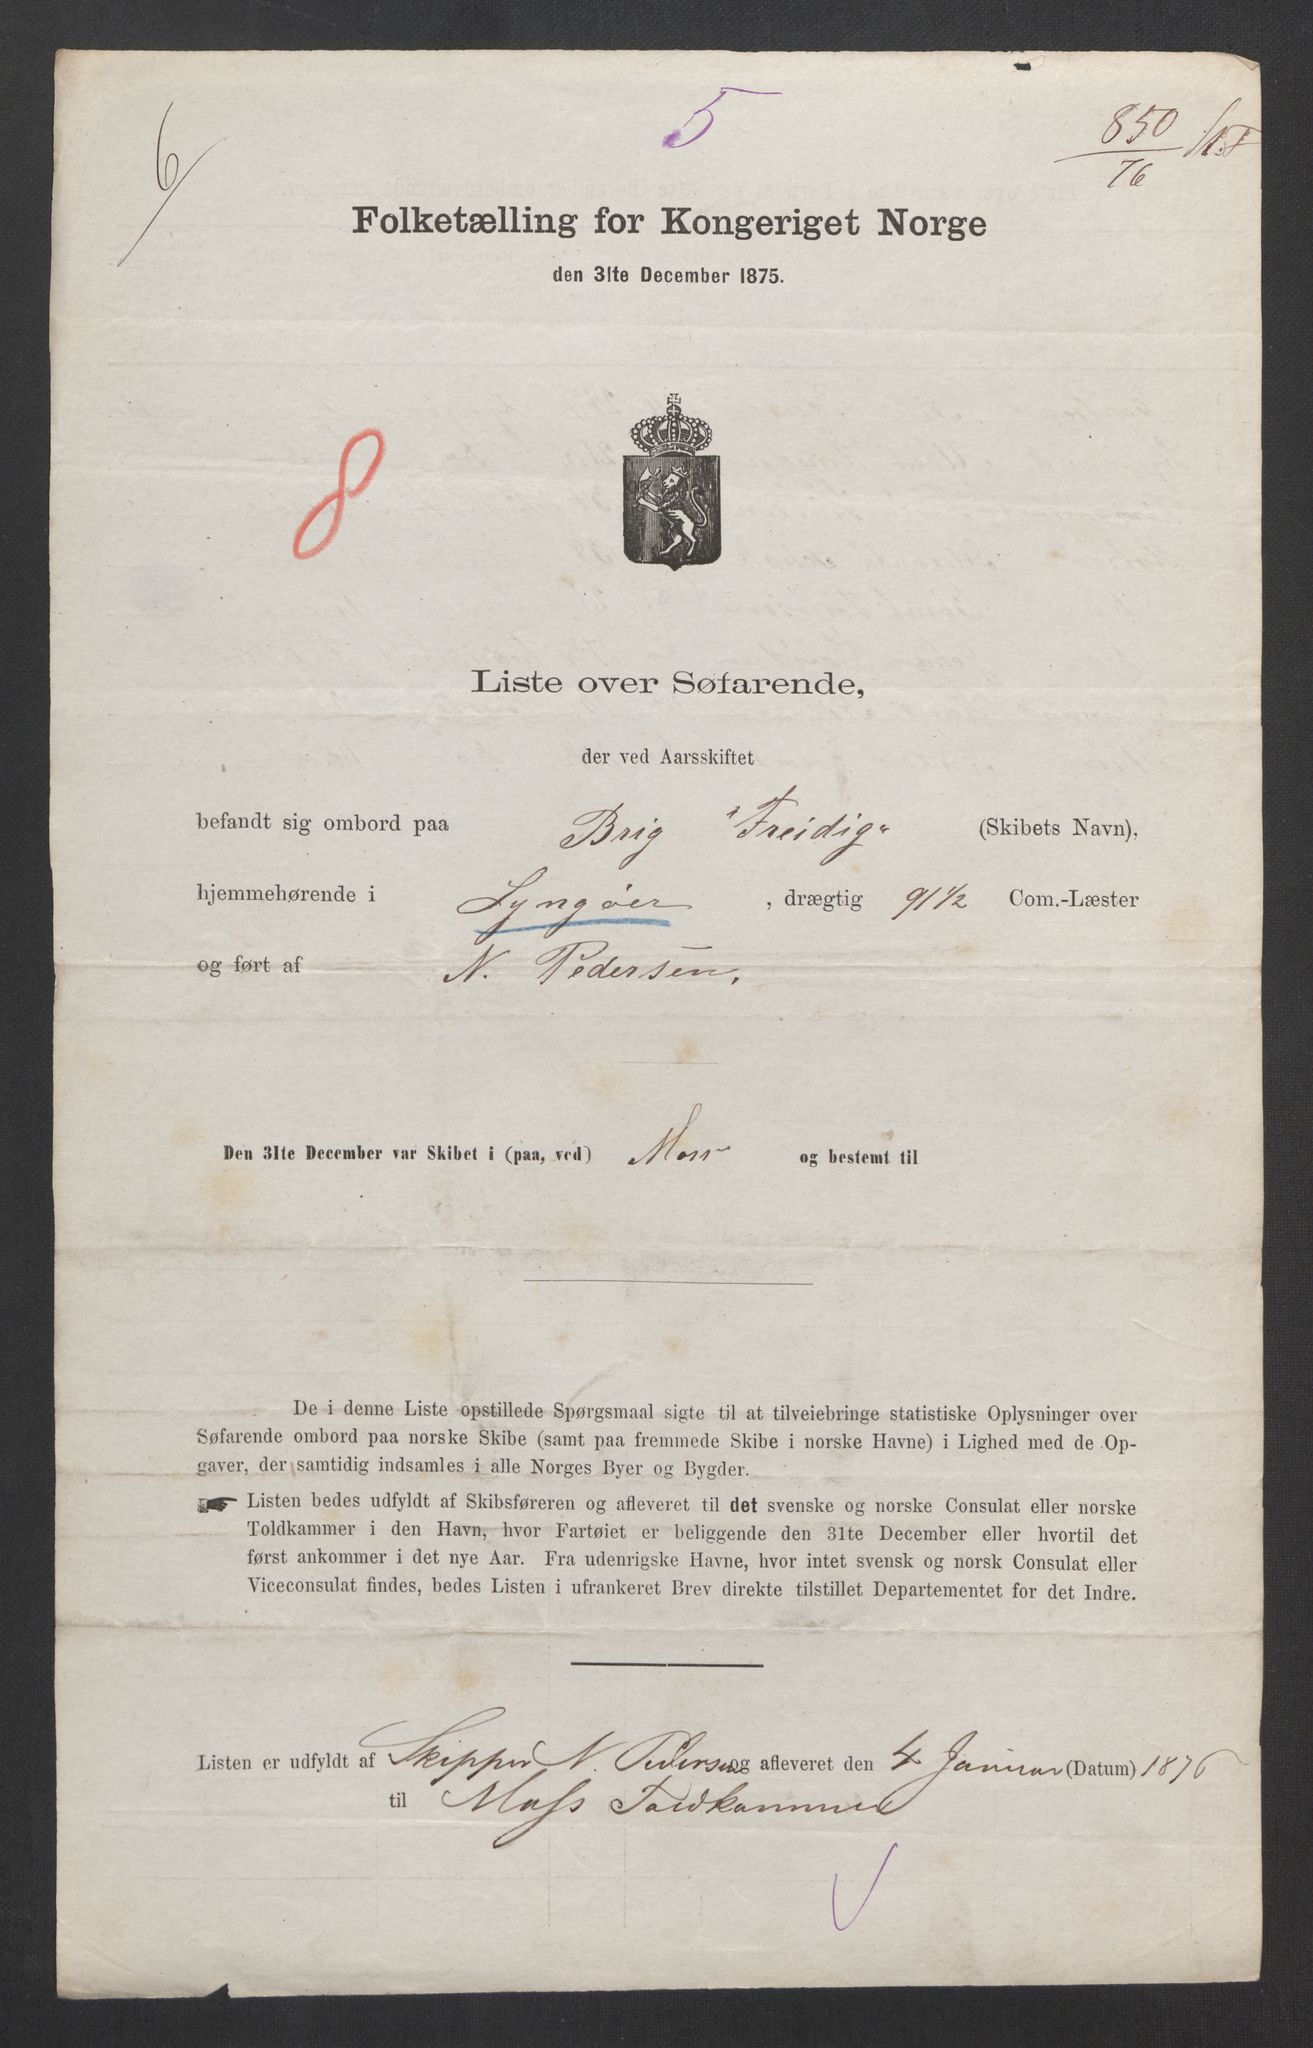 6
5
850
76
Folketælling for Kongeriget Norge
den 31te December 1875.
8
Liste over Søfarende,
der ved Aarsskiftet
befandt sig ombord paa Brig "Freidig" (Skibets Navn),
hjemmehørende i Lyngöer, drægtig 91 1/2 Com.-Læster
og ført af N. Pedersen,
Den 31te December var Skibet i (paa, ved) Moss og bestemt til
De i denne Liste opstillede Spørgsmaal sigte til at tilveiebringe statistiske Oplysninger over
Søfarende ombord paa norske Skibe (samt paa fremmede Skibe i norske Havne) i Lighed med de Op-
gaver, der samtidig indsamles i alle Norges Byer og Bygder.
Listen bedes udfyldt af Skibsføreren og afleveret til det svenske og norske Consulat eller norske
Toldkammer i den Havn, hvor Fartøiet er beliggende den 31te December eller hvortil det
først ankommer i det nye Aar. Fra udenrigske Havne, hvor intet svensk og norsk Consulat eller
Viceconsulat findes, bedes Listen i ufrankeret Brev direkte tilstillet Departementet for det Indre.
Listen er udfyldt af Skipper N. Pedersen og afleveret den 4 Januar (Datum) 1876
til Moss Toldkammer